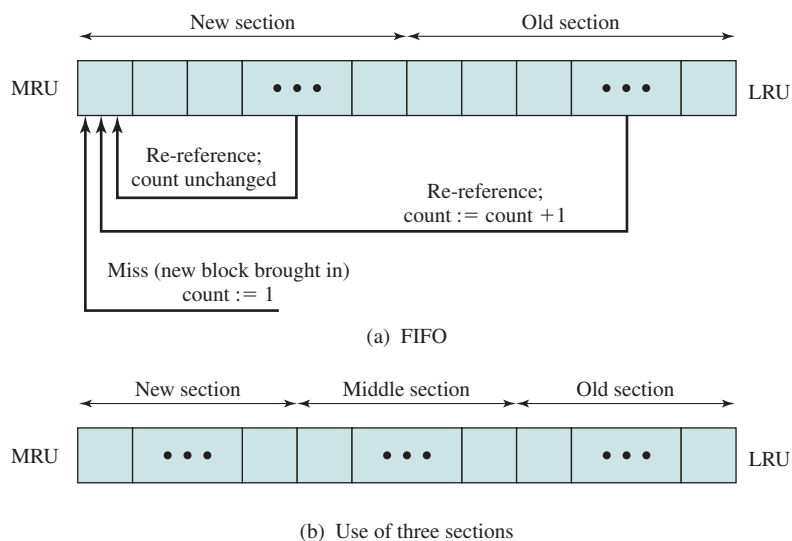 New section Old section
MRU LRU
Re-reference;
count unchanged
Re-reference;
count := count +1
Miss (new block brought in)
count := 1
(a) FIFO
New section Middle section Old section
MRU LRU
(b) Use of three sections